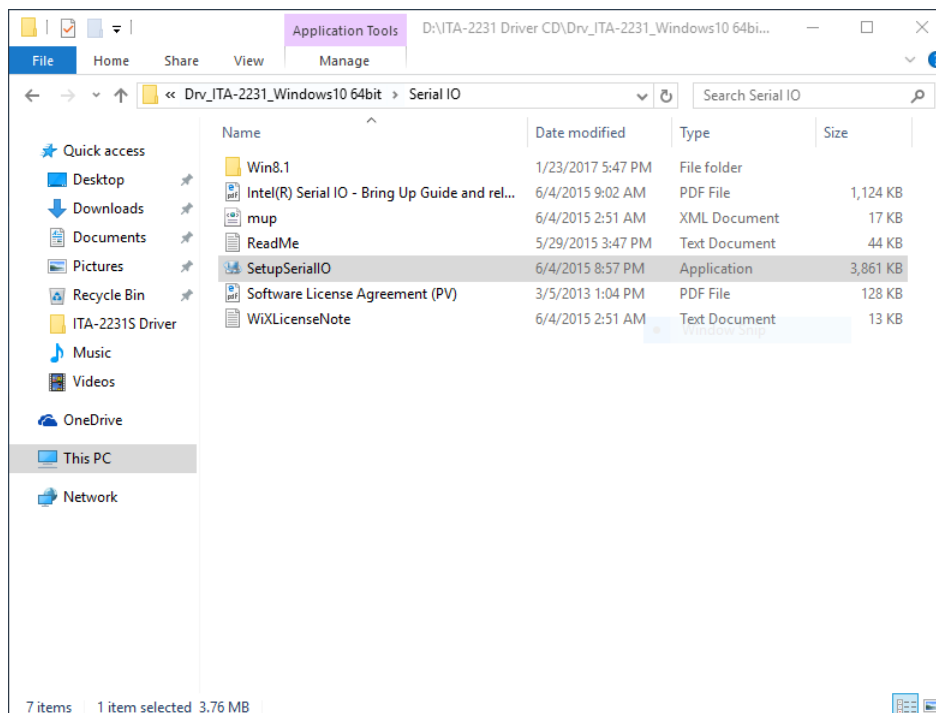 Application Tools D:\ITA-2231 Driver CD\Drv_ITA-2231_Windows10 64bi...
File Home Share View Manage
« Drv_ITA-2231_Windows10 64bit > Serial IO Search Serial IO
Name Date modified Type Size
Quick access
Desktop
Downloads
Documents
Pictures
Recycle Bin
ITA-2231S Driver
Music
Videos
OneDrive
This PC
Network
Win8.1 1/23/2017 5:47 PM File folder
Intel(R) Serial IO - Bring Up Guide and rel... 6/4/2015 9:02 AM PDF File 1,124 KB
mup 6/4/2015 2:51 AM XML Document 17 KB
ReadMe 5/29/2015 3:47 PM Text Document 44 KB
SetupSerialIO 6/4/2015 8:57 PM Application 3,861 KB
Software License Agreement (PV) 3/5/2013 1:04 PM PDF File 128 KB
WiXLicenseNote 6/4/2015 2:51 AM Text Document 13 KB
Window Snip
7 items 1 item selected 3.76 MB